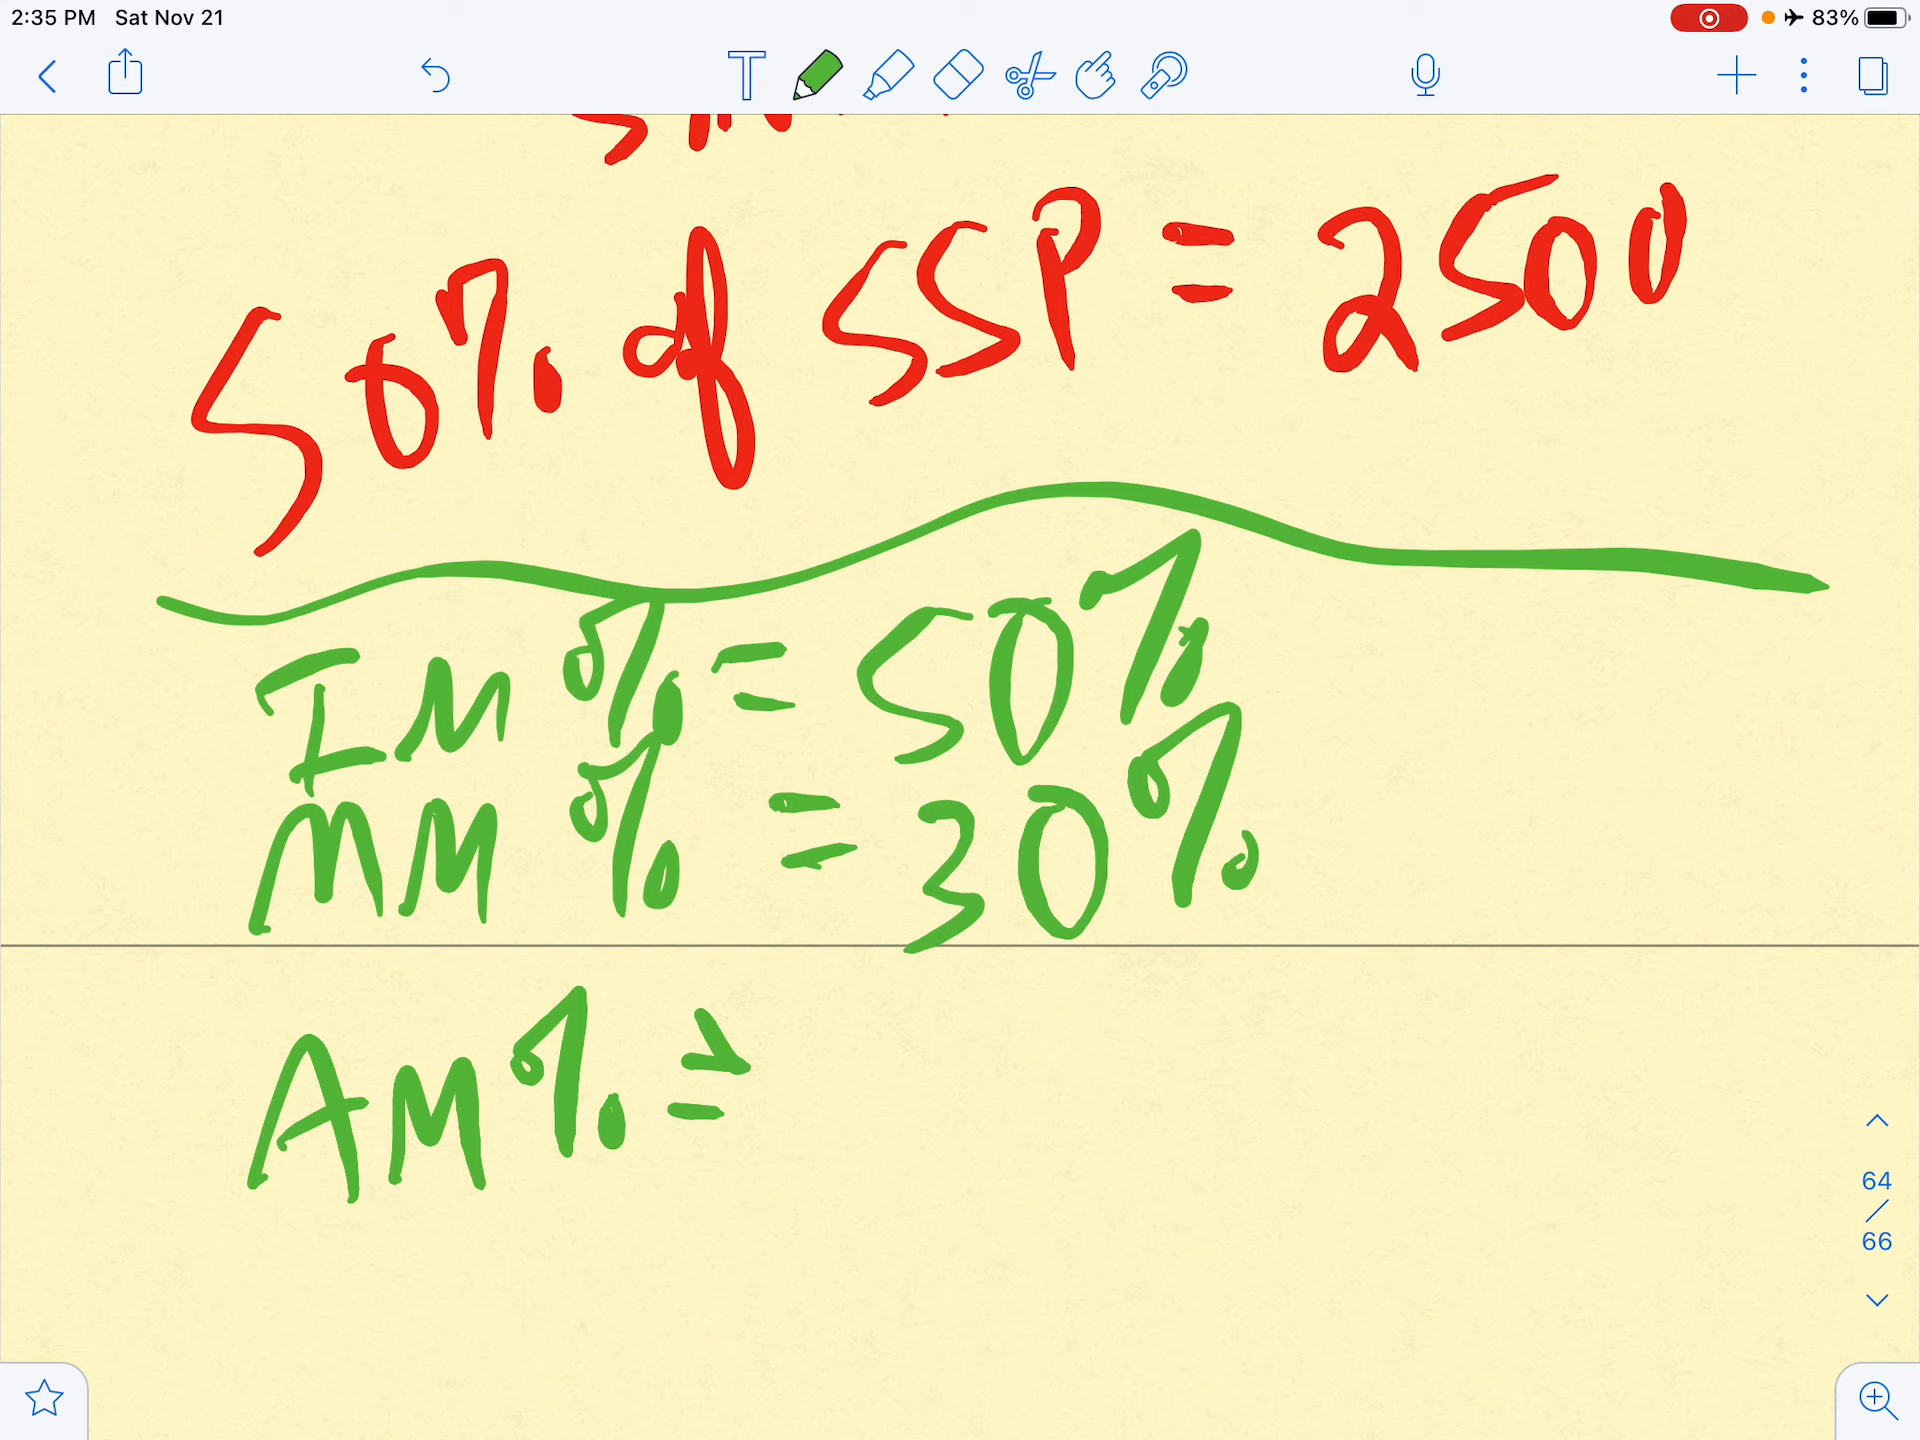 2:35 PM Sat Nov 21
83%
T
50% of SSP = 2500
IM % = 50%
MM % = 30%
AM % =
64
/
66